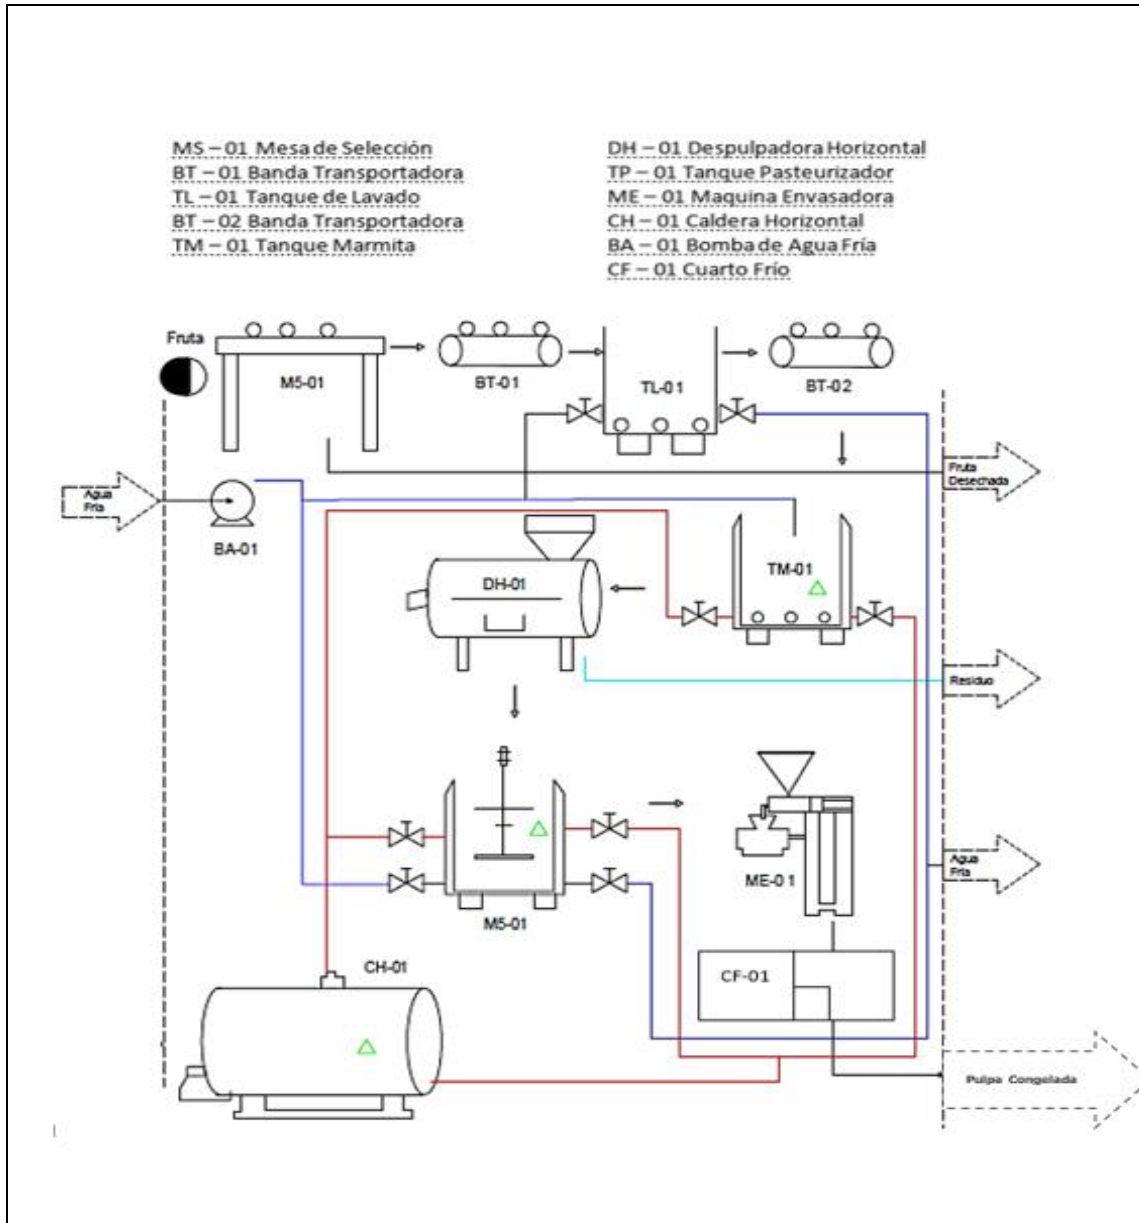 MS – 01 Mesa de Selección
BT – 01 Banda Transportadora
TL – 01 Tanque de Lavado
BT – 02 Banda Transportadora
TM – 01 Tanque Marmita
DH – 01 Despulpadora Horizontal
TP – 01 Tanque Pasteurizador
ME – 01 Maquina Envasadora
CH – 01 Caldera Horizontal
BA – 01 Bomba de Agua Fría
CF – 01 Cuarto Frío
Fruta
M5-01
BT-01
TL-01
BT-02
Fruta
Desechada
Agua
Fría
BA-01
DH-01
TM-01
Residuo
ME-01
Agua
Fría
M5-01
CH-01
CF-01
Pulpa Congelada